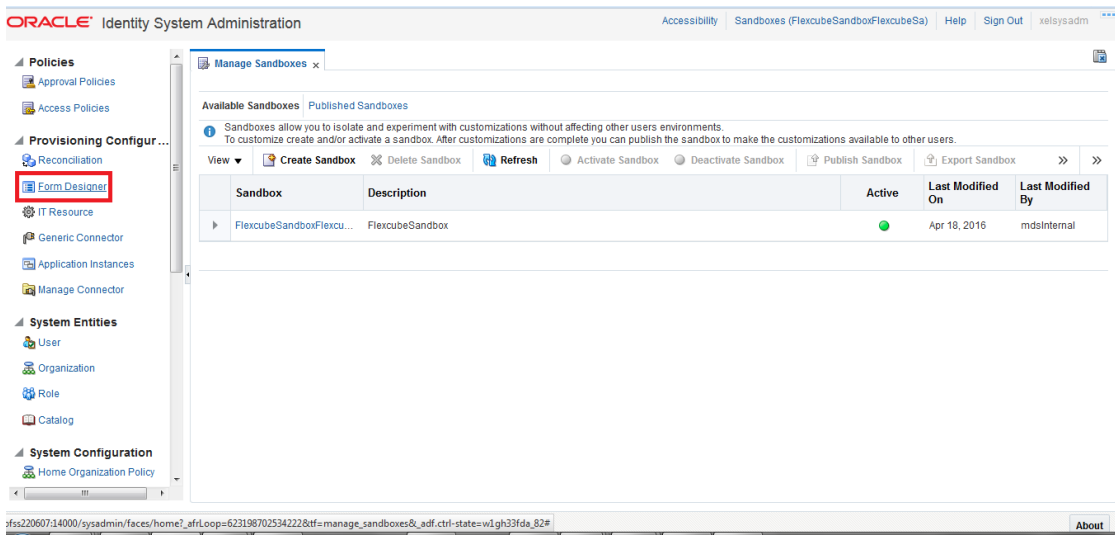 ORACLE® Identity System Administration
Accessibility Sandboxes (FlexcubeSandboxFlexcubeSa) Help Sign Out xelsysadm
Policies
Approval Policies
Access Policies
Provisioning Configur...
Reconciliation
Form Designer
IT Resource
Generic Connector
Application Instances
Manage Connector
System Entities
User
Organization
Role
Catalog
System Configuration
Home Organization Policy
Manage Sandboxes x
Available Sandboxes Published Sandboxes
Sandboxes allow you to isolate and experiment with customizations without affecting other users environments.
To customize create and/or activate a sandbox. After customizations are complete you can publish the sandbox to make the customizations available to other users.
View Create Sandbox Delete Sandbox Refresh Activate Sandbox Deactivate Sandbox Publish Sandbox Export Sandbox » »
Sandbox Description Active Last Modified On Last Modified By
FlexcubeSandboxFlexcu... FlexcubeSandbox Apr 18, 2016 mdsInternal
ofss220607:14000/sysadmin/faces/home?_afrLoop=623198702534222&tf=manage_sandboxes&_adf.ctrl-state=w1gh33fda_82#
About